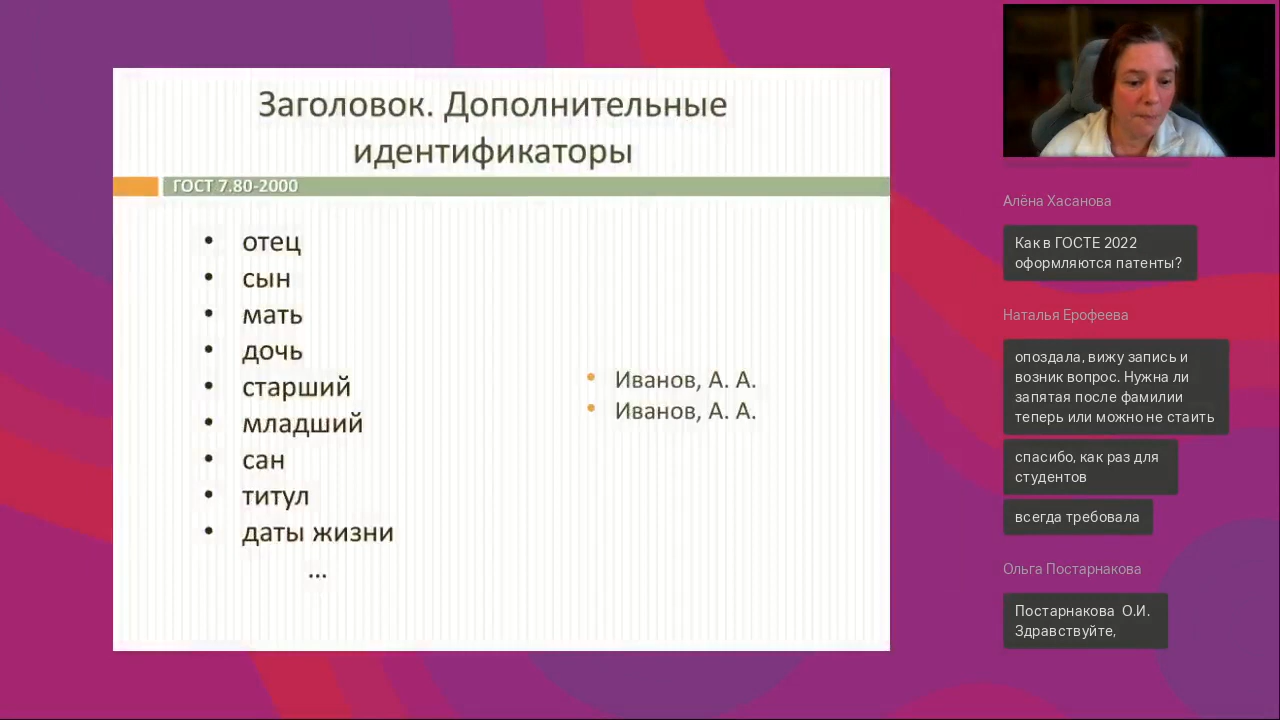 Заголовок. Дополнительные
идентификаторы
ГОСТ 7.80-2000
• отец
• сын
• мать
• дочь
• старший
• младший
• сан
• титул
• даты жизни
...
• Иванов, А. А.
• Иванов, А. А.
Алёна Хасанова
Как в ГОСТЕ 2022
оформляются патенты?
Наталья Ерофеева
опоздала, вижу запись и
возник вопрос. Нужна ли
запятая после фамилии
теперь или можно не стаить
спасибо, как раз для
студентов
всегда требовала
Ольга Постарнакова
Постарнакова О.И.
Здравствуйте,